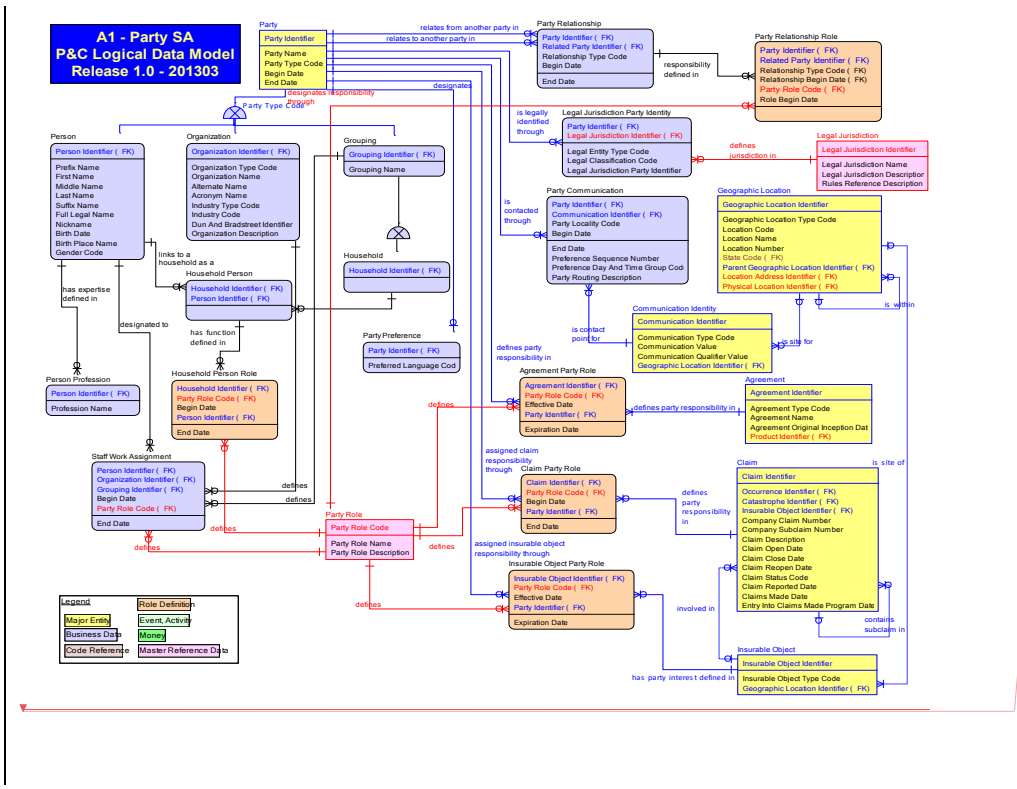 A1 - Party SA
P&C Logical Data Model
Release 1.0 - 201303
Party
Party Identifier
Party Name
Party Type Code
Begin Date
End Date
relates from another party in
relates to another party in
designates responsibility
through
designates
Party Type Code
Party Relationship
Party Identifier ( FK)
Related Party Identifier ( FK)
Relationship Type Code
Begin Date
End Date
responsibility
defined in
Party Relationship Role
Party Identifier ( FK)
Related Party Identifier ( FK)
Relationship Type Code ( FK)
Relationship Begin Date ( FK)
Party Role Code ( FK)
Role Begin Date
is legally
identified
through
Legal Jurisdiction Party Identity
Party Identifier ( FK)
Legal Jurisdiction Identifier ( FK)
Legal Entity Type Code
Legal Classification Code
Legal Jurisdiction Party Identifier
defines
jurisdiction in
Legal Jurisdiction
Legal Jurisdiction Identifier
Legal Jurisdiction Name
Legal Jurisdiction Description
Rules Reference Description
Person
Person Identifier ( FK)
Prefix Name
First Name
Middle Name
Last Name
Suffix Name
Full Legal Name
Nickname
Birth Date
Birth Place Name
Gender Code
Organization
Organization Identifier ( FK)
Organization Type Code
Organization Name
Alternate Name
Acronym Name
Industry Type Code
Industry Code
Dun And Bradstreet Identifier
Organization Description
Grouping
Grouping Identifier ( FK)
Grouping Name
is
contacted
through
Party Communication
Party Identifier ( FK)
Communication Identifier ( FK)
Party Locality Code
Begin Date
End Date
Preference Sequence Number
Preference Day And Time Group Cod
Party Routing Description
Geographic Location
Geographic Location Identifier
Geographic Location Type Code
Location Code
Location Name
Location Number
State Code ( FK)
Parent Geographic Location Identifier ( FK)
Location Address Identifier ( FK)
Physical Location Identifier ( FK)
is within
links to a
household as a
Household Person
Household Identifier ( FK)
Person Identifier ( FK)
Household
Household Identifier ( FK)
has expertise
defined in
designated to
has function
defined in
Party Preference
Party Identifier ( FK)
Preferred Language Cod
is contact
point for
Communication Identity
Communication Identifier
Communication Type Code
Communication Value
Communication Qualifier Value
Geographic Location Identifier ( FK)
is site for
Person Profession
Person Identifier ( FK)
Profession Name
Household Person Role
Household Identifier ( FK)
Party Role Code ( FK)
Begin Date
Person Identifier ( FK)
End Date
defines party
responsibility in
Agreement Party Role
Agreement Identifier ( FK)
Party Role Code ( FK)
Effective Date
Party Identifier ( FK)
Expiration Date
defines
defines party responsibility in
Agreement
Agreement Identifier
Agreement Type Code
Agreement Name
Agreement Original Inception Dat
Product Identifier ( FK)
Staff Work Assignment
Person Identifier ( FK)
Organization Identifier ( FK)
Grouping Identifier ( FK)
Begin Date
Party Role Code ( FK)
End Date
defines
defines
defines
defines
Party Role
Party Role Code
Party Role Name
Party Role Description
defines
defines
assigned claim
responsibility
through
Claim Party Role
Claim Identifier ( FK)
Party Role Code ( FK)
Begin Date
Party Identifier ( FK)
End Date
defines
party
responsibility
in
Claim
is site of
Claim Identifier
Occurrence Identifier ( FK)
Catastrophe Identifier ( FK)
Insurable Object Identifier ( FK)
Company Claim Number
Company Subclaim Number
Claim Description
Claim Open Date
Claim Close Date
Claim Reopen Date
Claim Status Code
Claim Reported Date
Claims Made Date
Entry Into Claims Made Program Date
contains
subclaim in
assigned insurable object
responsibility through
Insurable Object Party Role
Insurable Object Identifier ( FK)
Party Role Code ( FK)
Effective Date
Party Identifier ( FK)
Expiration Date
involved in
has party interest defined in
Insurable Object
Insurable Object Identifier
Insurable Object Type Code
Geographic Location Identifier ( FK)
Legend
Role Definition
Major Entity
Event, Activity
Business Data
Money
Code Reference
Master Reference Data